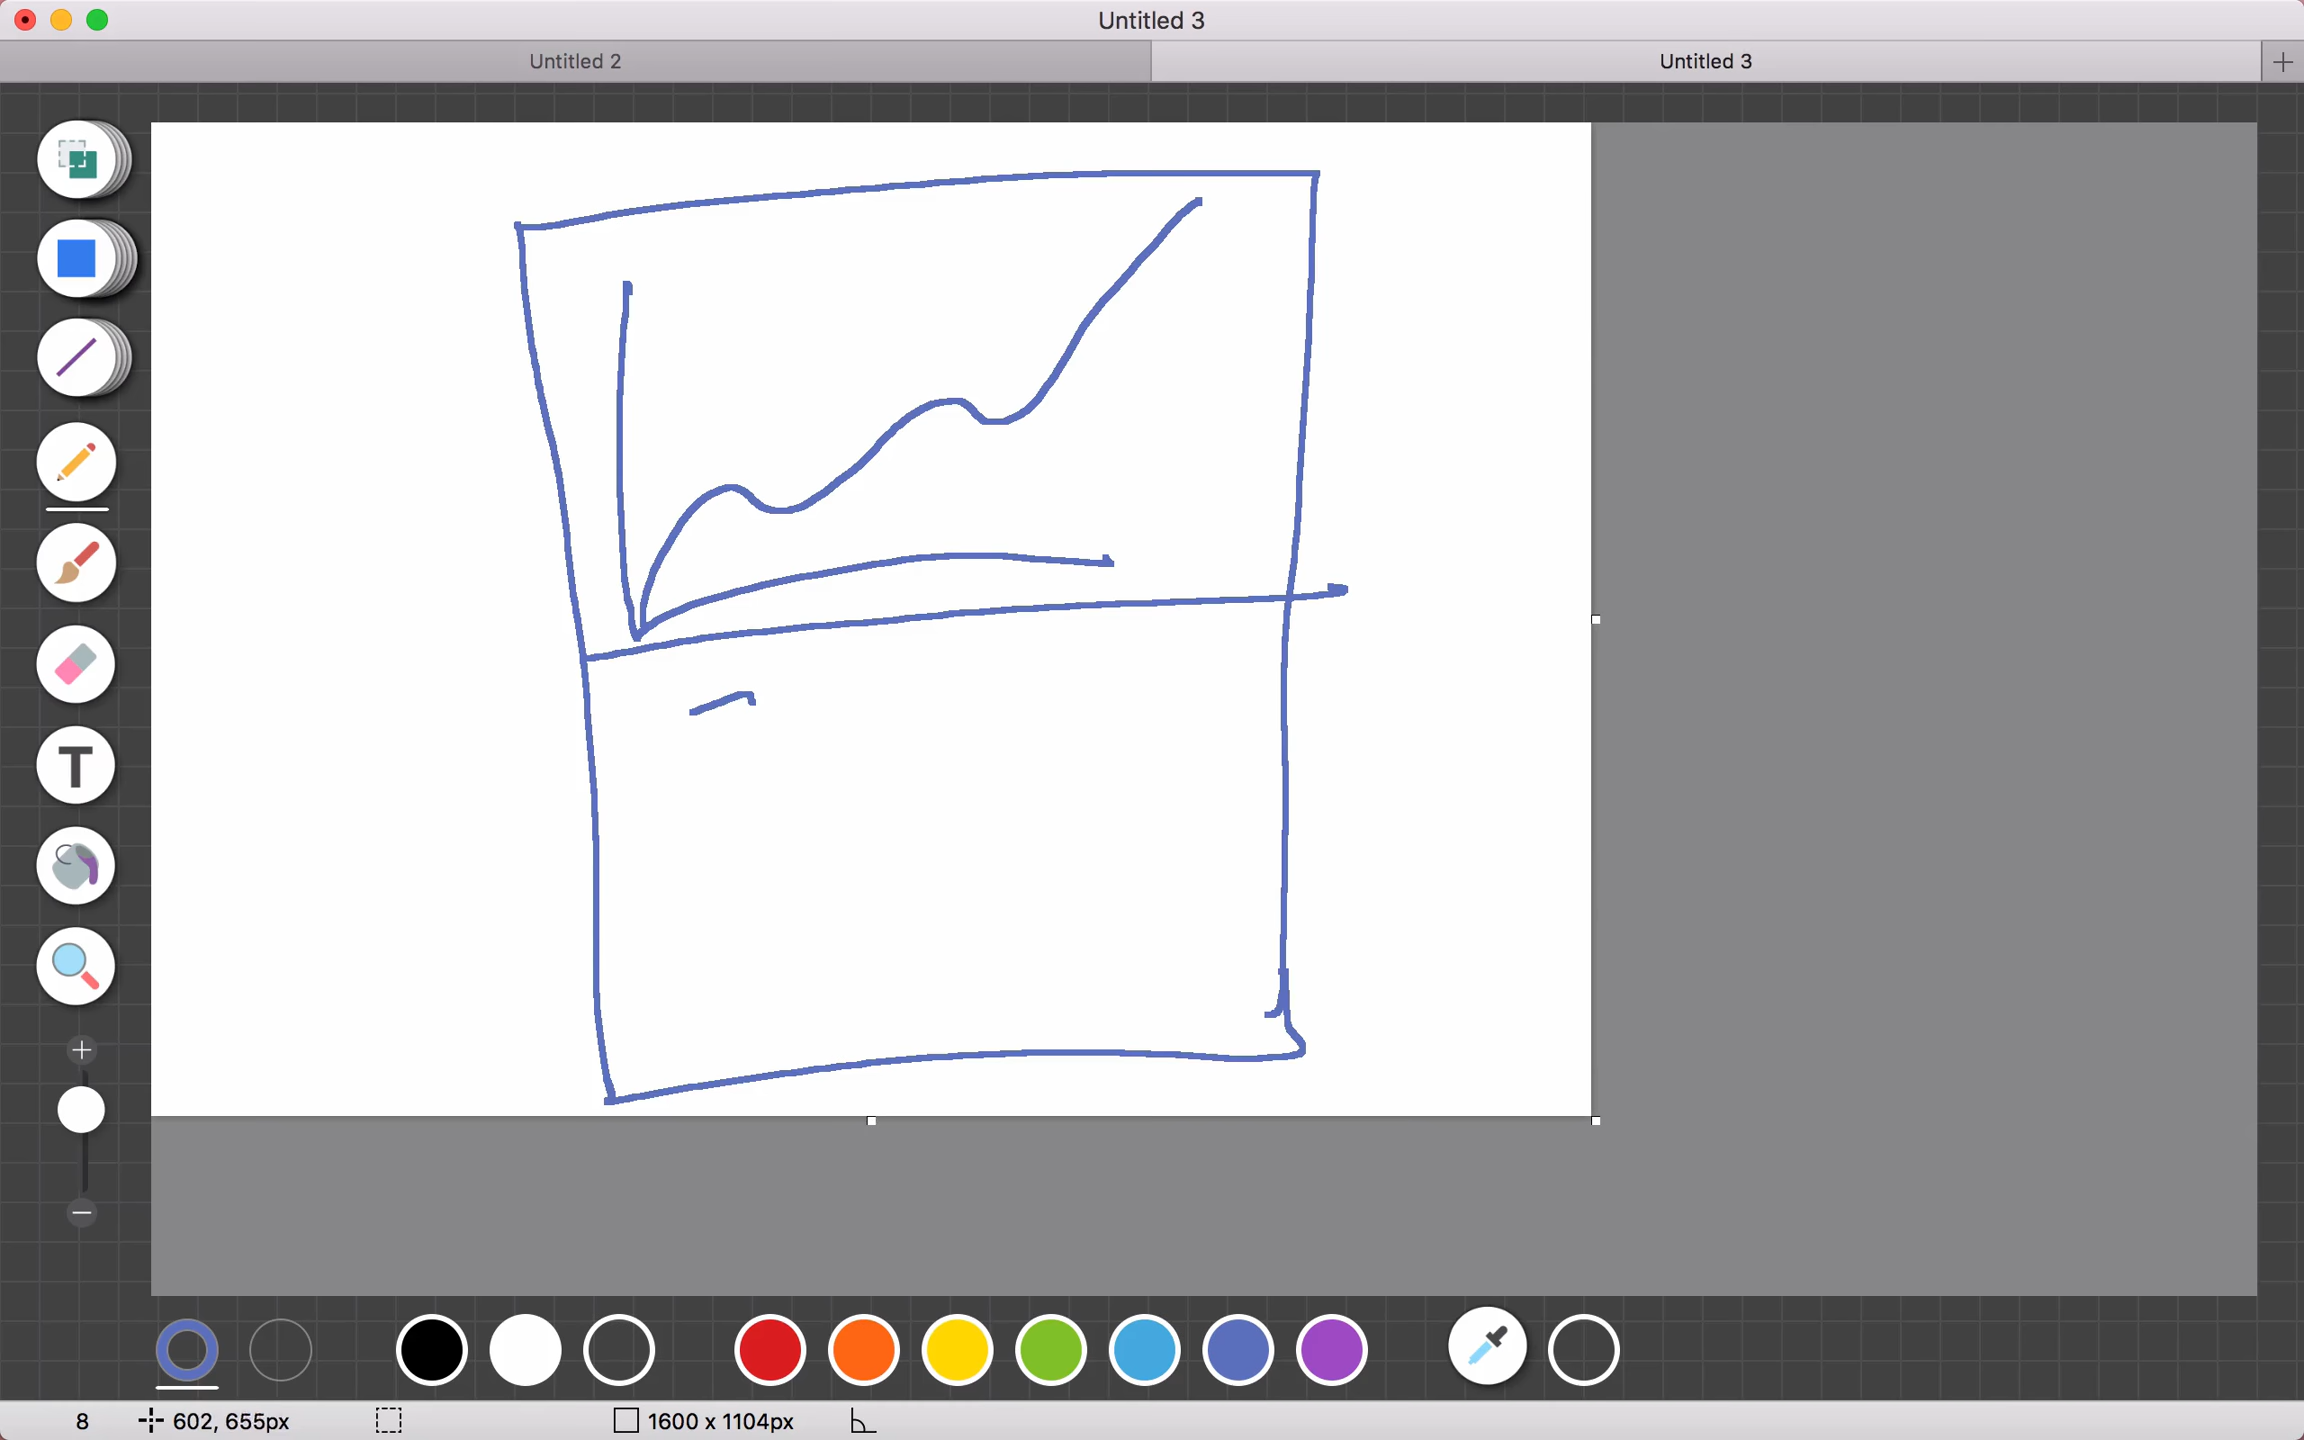 Untitled 3
Untitled 2
Untitled 3
T
8
602, 655px
1600 x 1104px